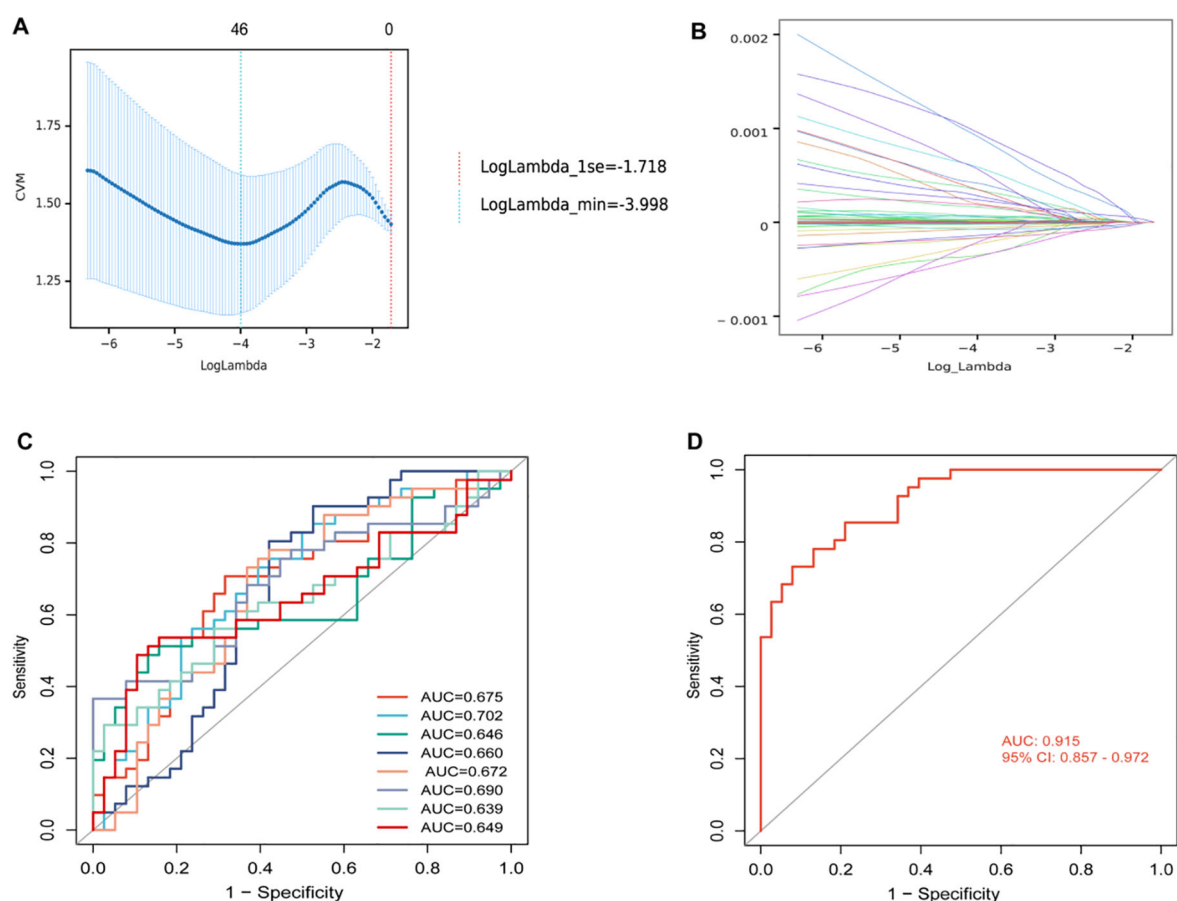 A
46
0
1.75
1.50
1.25
CVM
−6
−5
−4
−3
−2
LogLambda
LogLambda_1se=-1.718
LogLambda_min=-3.998
B
0.002
0.001
0
− 0.001
−6
−5
−4
−3
−2
Log_Lambda
C
1.0
0.8
0.6
0.4
0.2
0.0
Sensitivity
AUC=0.675
AUC=0.702
AUC=0.646
AUC=0.660
AUC=0.672
AUC=0.690
AUC=0.639
AUC=0.649
0.0
0.2
0.4
0.6
0.8
1.0
1 − Specificity
D
1.0
0.8
0.6
0.4
0.2
0.0
Sensitivity
AUC: 0.915
95% CI: 0.857 - 0.972
0.0
0.2
0.4
0.6
0.8
1.0
1 − Specificity